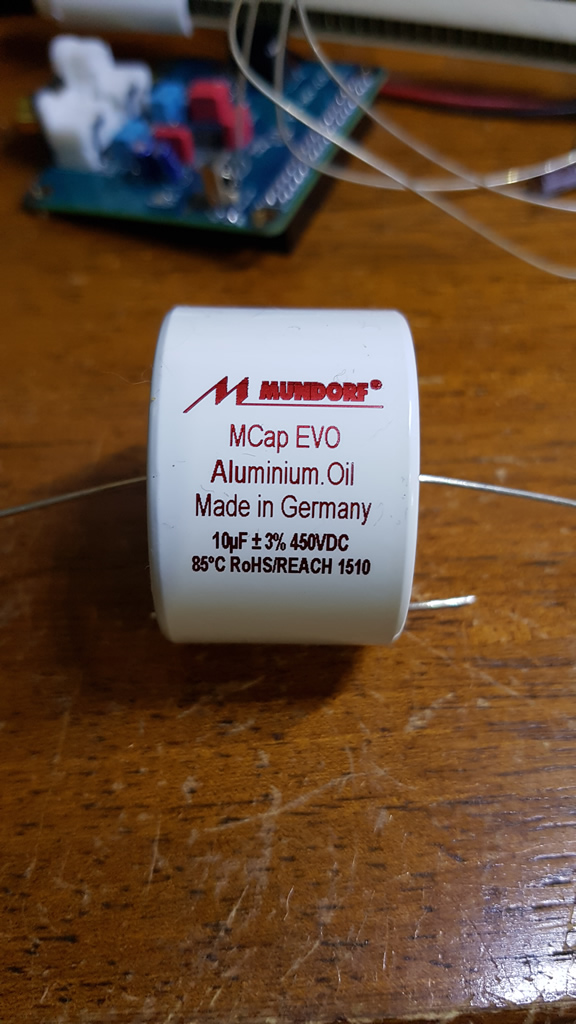 M MUNDORF®
MCap EVO
Aluminium.Oil
Made in Germany
10µF ± 3% 450VDC
85°C RoHS/REACH 1510